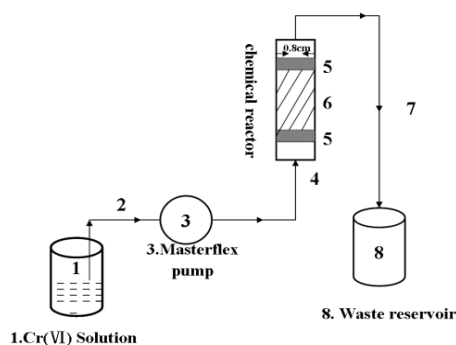 0.8cm
chemical reactor
5
6
5
7
4
2
3
3.Masterflex
pump
1
8
8. Waste reservoir
1.Cr(Ⅵ) Solution